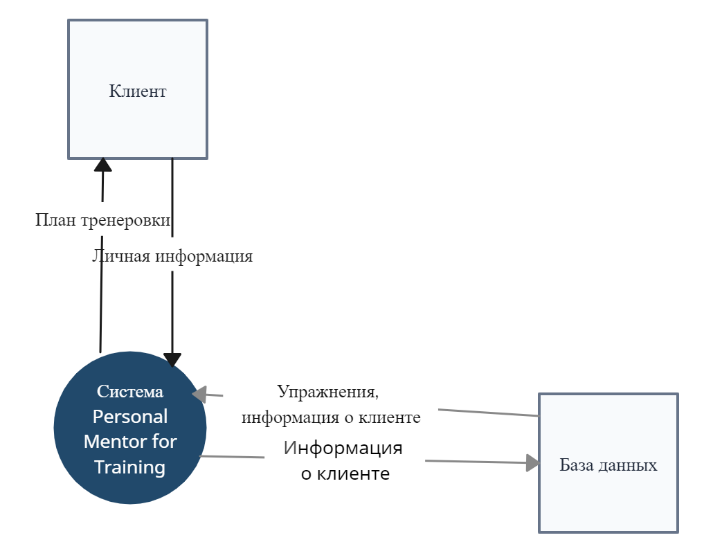 Клиент
План тренеровки
Личная информация
Система
Personal
Mentor for
Training
Упражнения,
информация о клиенте
Информация
о клиенте
База данных